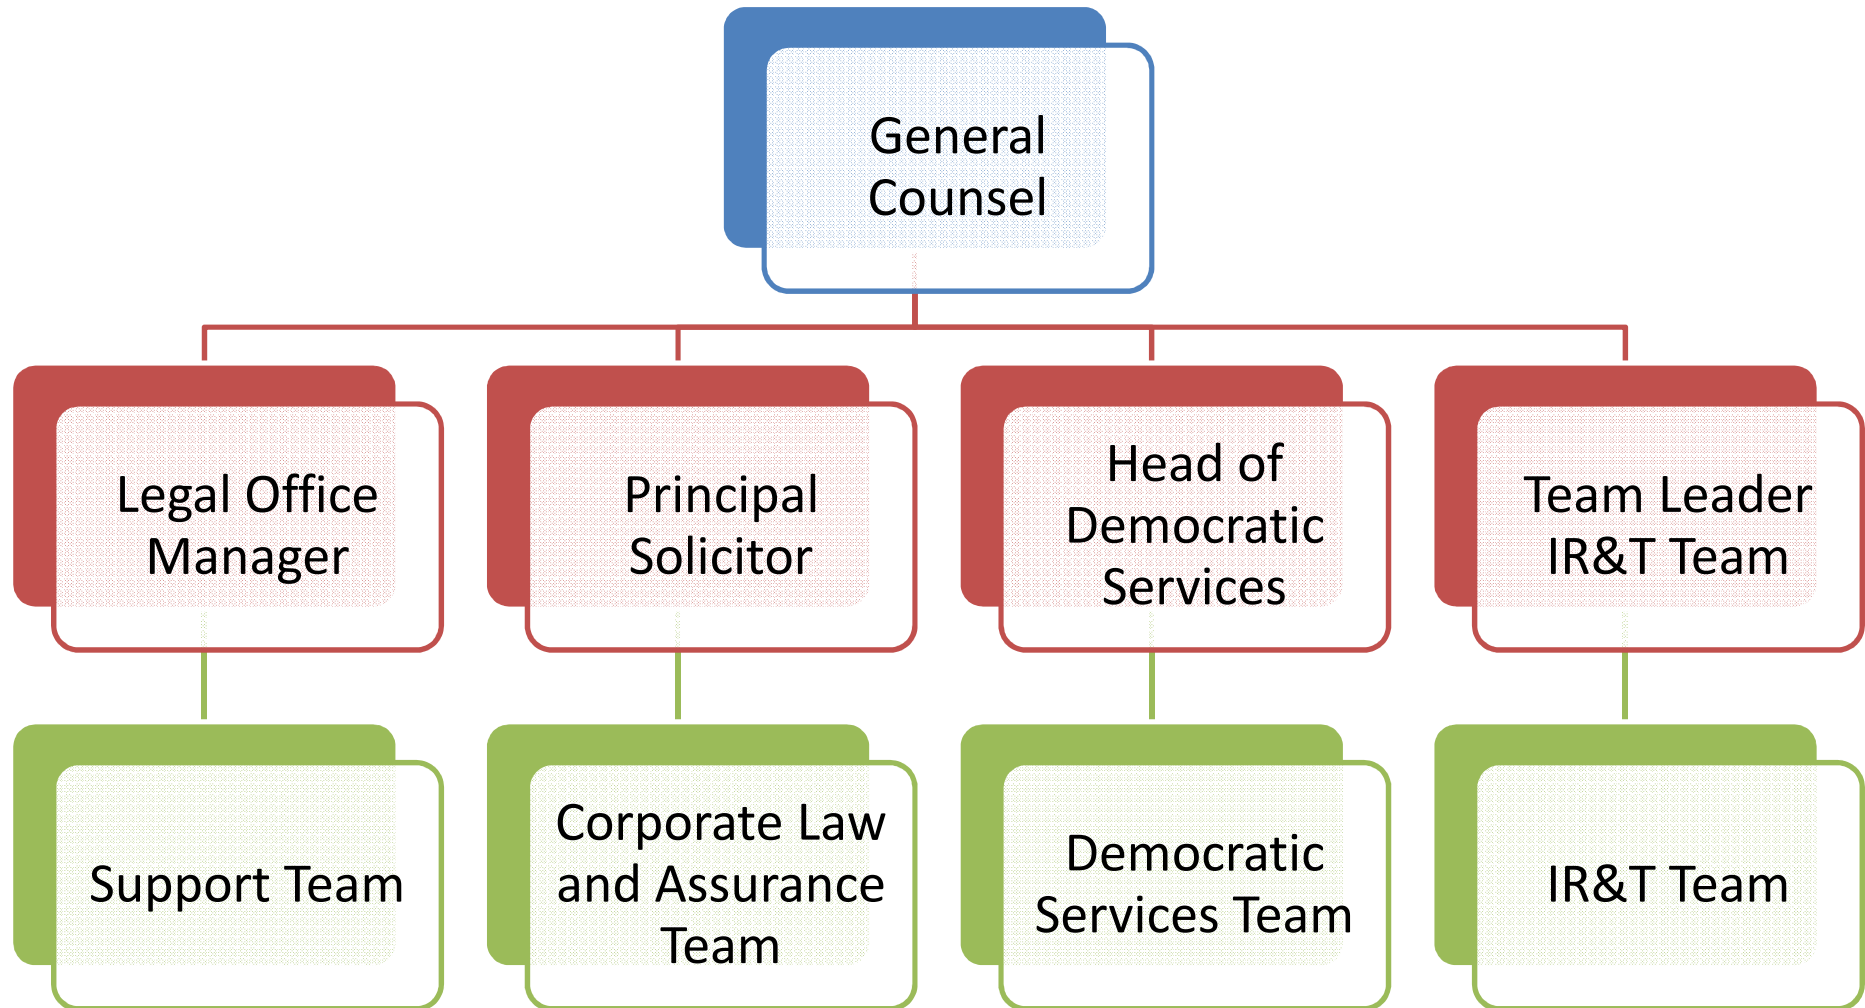 General
Counsel
Legal Office
Manager
Principal
Solicitor
Head of
Democratic
Services
Team Leader
IR&T Team
Support Team
Corporate Law
and Assurance
Team
Democratic
Services Team
IR&T Team